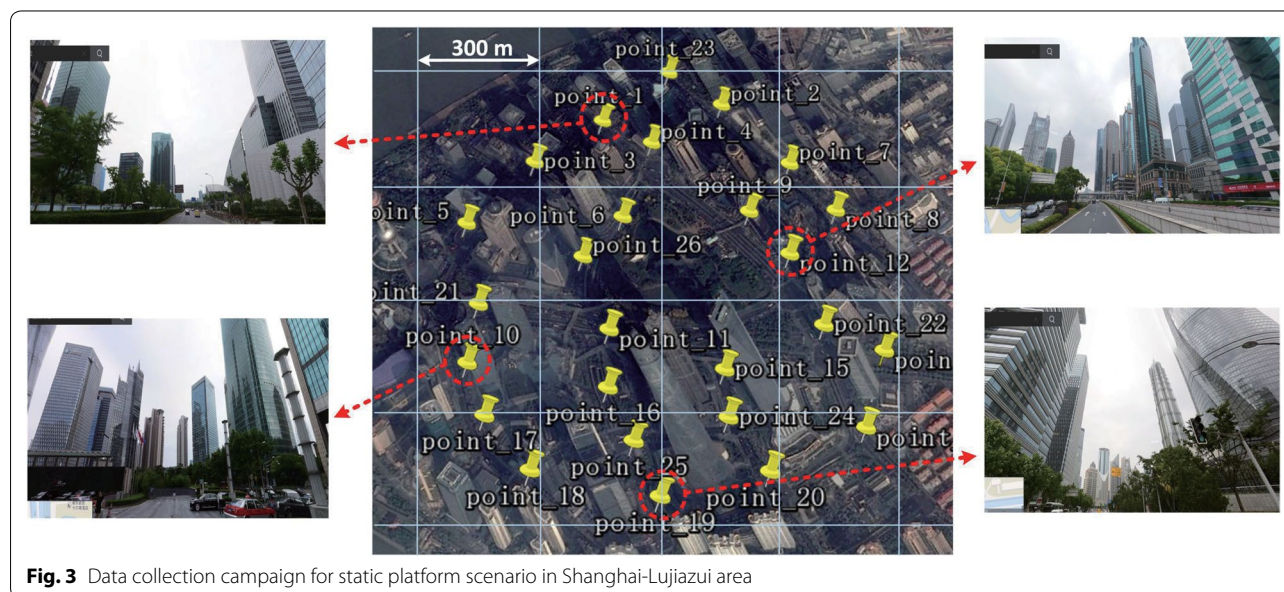 300 m
point_23
point_1
point_2
point_4
point_3
point_7
point_9
point_5
point_6
point_8
point_26
point_12
point_21
point_10
point_11
point_22
poin
point_15
point_16
point_24
point_17
point
point_25
point_18
point_20
point_19
Fig. 3 Data collection campaign for static platform scenario in Shanghai-Lujiazui area